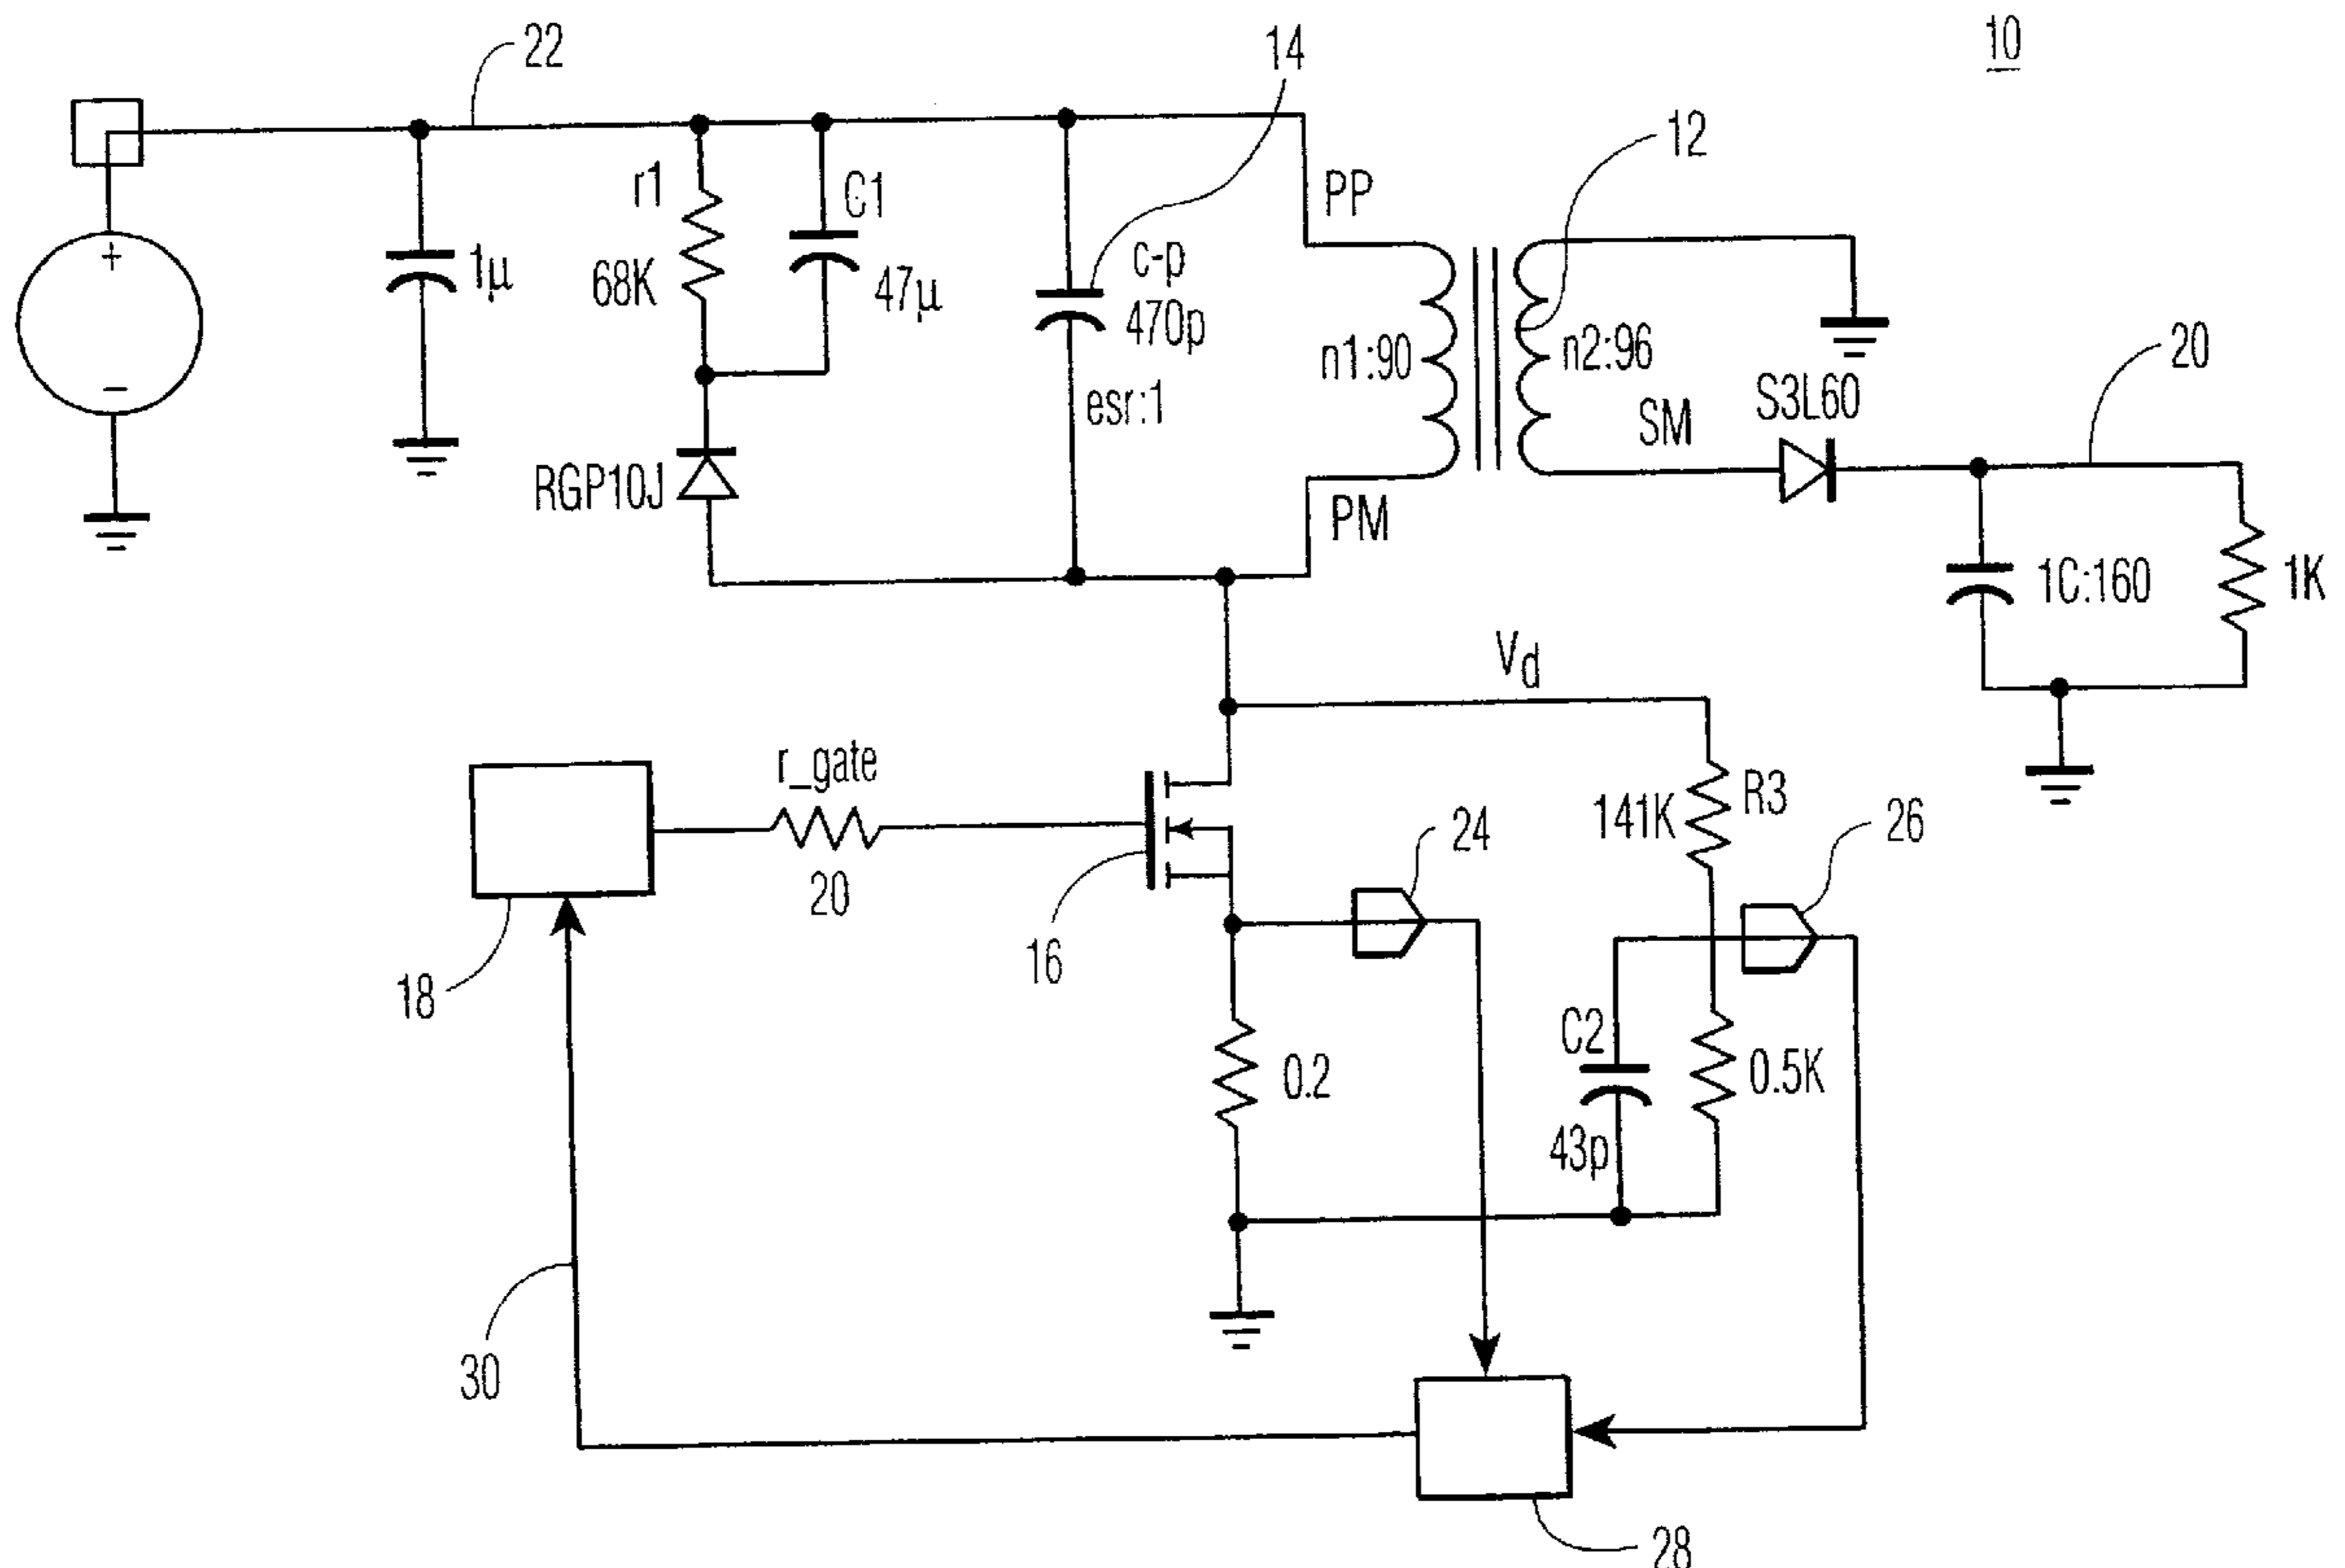 10
22
14
12
+
−
1μ
r1
68K
C1
47μ
c-p
470p
esr:1
RGP10J
PP
n1:90
PM
n2:96
SM
S3L60
20
1C:160
1K
Vd
r_gate
20
18
16
24
141K
R3
26
0.2
C2
43p
0.5K
30
28